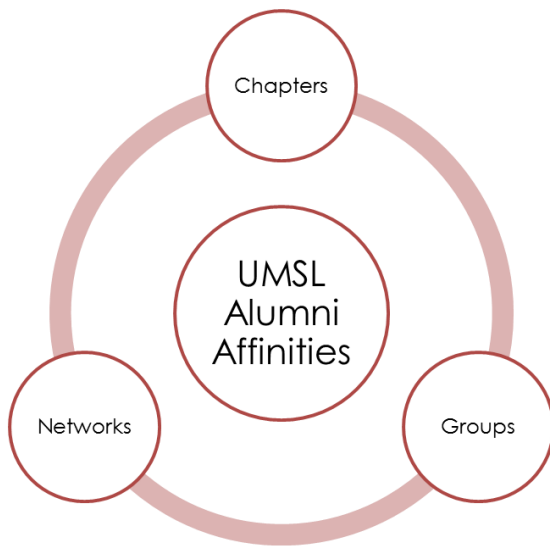 Chapters
UMSL
Alumni
Affinities
Networks
Groups